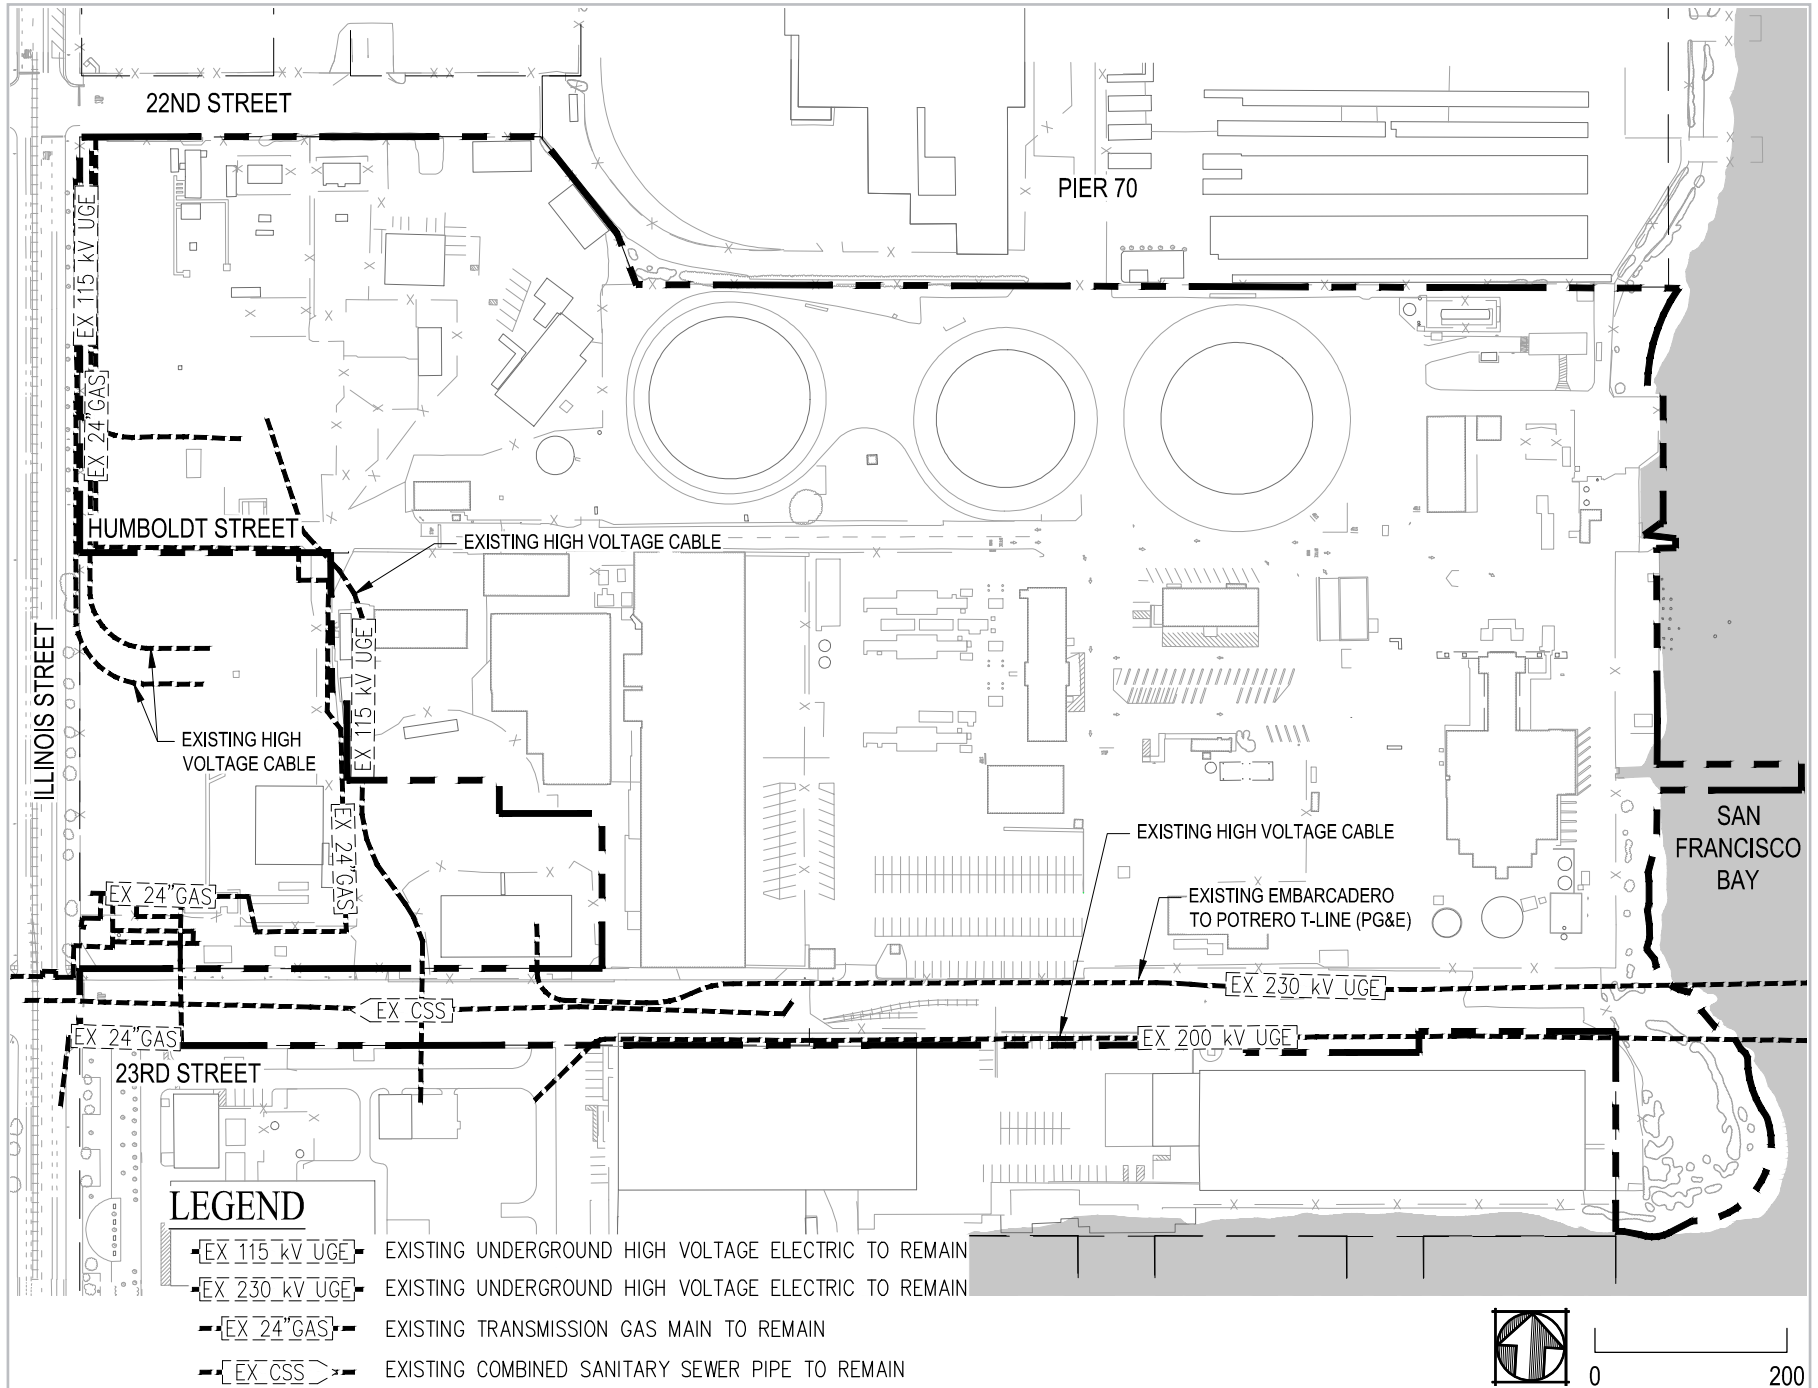 22ND STREET
PIER 70
EX 115 kV UGE
EX 24"GAS
HUMBOLDT STREET
EXISTING HIGH VOLTAGE CABLE
ILLINOIS STREET
EX 115 kV UGE
EXISTING HIGH
VOLTAGE CABLE
EX 24"GAS
SAN
FRANCISCO
BAY
EXISTING HIGH VOLTAGE CABLE
EX 24"GAS
EXISTING EMBARCADERO
TO POTRERO T-LINE (PG&E)
EX 230 kV UGE
EX CSS
EX 24"GAS
EX 200 kV UGE
23RD STREET
LEGEND
EX 115 kV UGE EXISTING UNDERGROUND HIGH VOLTAGE ELECTRIC TO REMAIN
EX 230 kV UGE EXISTING UNDERGROUND HIGH VOLTAGE ELECTRIC TO REMAIN
EX 24"GAS EXISTING TRANSMISSION GAS MAIN TO REMAIN
EX CSS EXISTING COMBINED SANITARY SEWER PIPE TO REMAIN
0 200